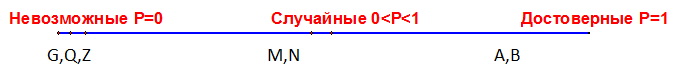 Невозможные P=0 Случайные 0<P<1 Достоверные P=1
G,Q,Z M,N A,B